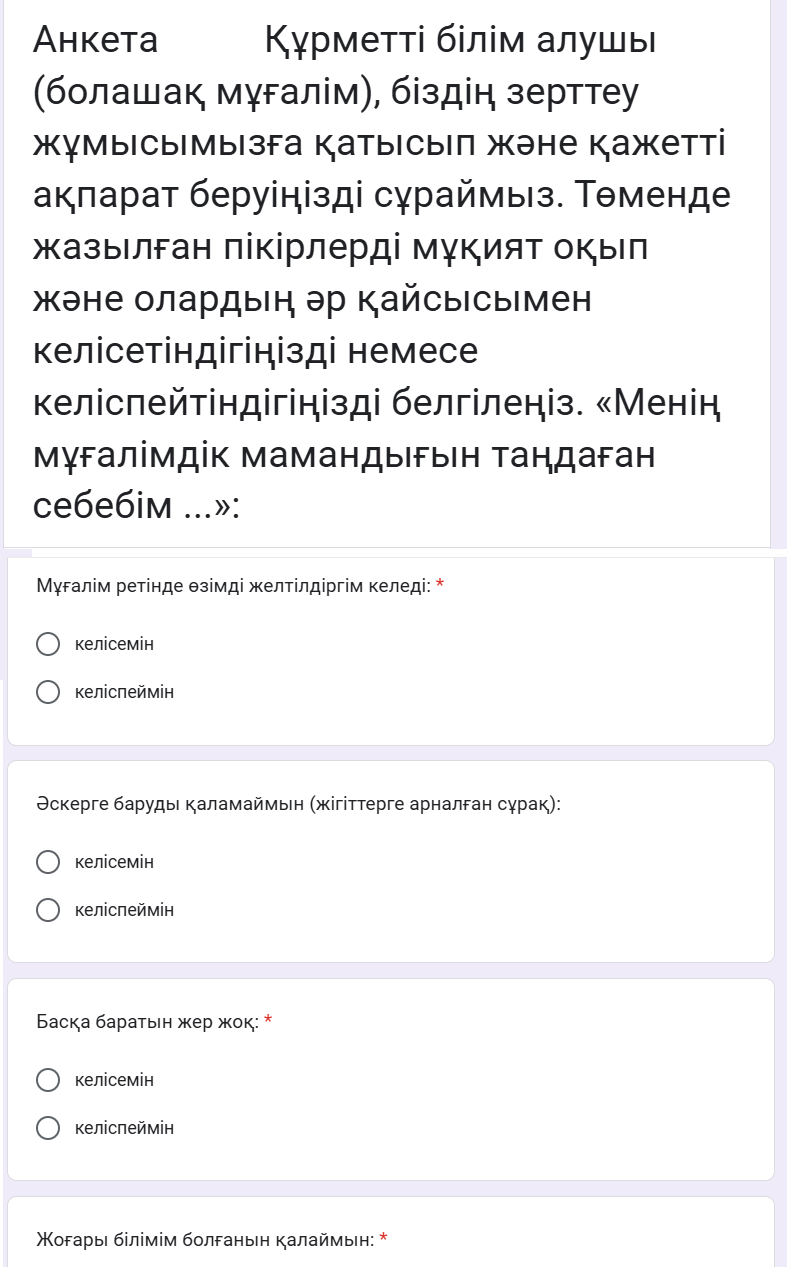 Анкета Құрметті білім алушы
(болашақ мұғалім), біздің зерттеу
жұмысымызға қатысып және қажетті
ақпарат беруіңізді сұраймыз. Төменде
жазылған пікірлерді мұқият оқып
және олардың әр қайсысымен
келісетіндігіңізді немесе
келіспейтіндігіңізді белгілеңіз. «Менің
мұғалімдік мамандығын таңдаған
себебім ...»:
Мұғалім ретінде өзімді желтілдіргім келеді: *
келісемін
келіспеймін
Әскерге баруды қаламаймын (жігіттерге арналған сұрақ):
келісемін
келіспеймін
Басқа баратын жер жоқ: *
келісемін
келіспеймін
Жоғары білімім болғанын қалаймын: *